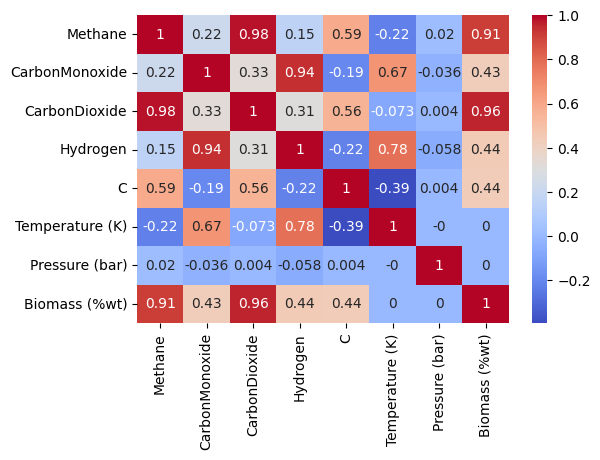 Methane 1 0.22 0.98 0.15 0.59 -0.22 0.02 0.91
CarbonMonoxide 0.22 1 0.33 0.94 -0.19 0.67 -0.036 0.43
CarbonDioxide 0.98 0.33 1 0.31 0.56 -0.073 0.004 0.96
Hydrogen 0.15 0.94 0.31 1 -0.22 0.78 -0.058 0.44
C 0.59 -0.19 0.56 -0.22 1 -0.39 0.004 0.44
Temperature (K) -0.22 0.67 -0.073 0.78 -0.39 1 -0 0
Pressure (bar) 0.02 -0.036 0.004 -0.058 0.004 -0 1 0
Biomass (%wt) 0.91 0.43 0.96 0.44 0.44 0 0 1
Methane
CarbonMonoxide
CarbonDioxide
Hydrogen
C
Temperature (K)
Pressure (bar)
Biomass (%wt)
1.0
0.8
0.6
0.4
0.2
0.0
−0.2